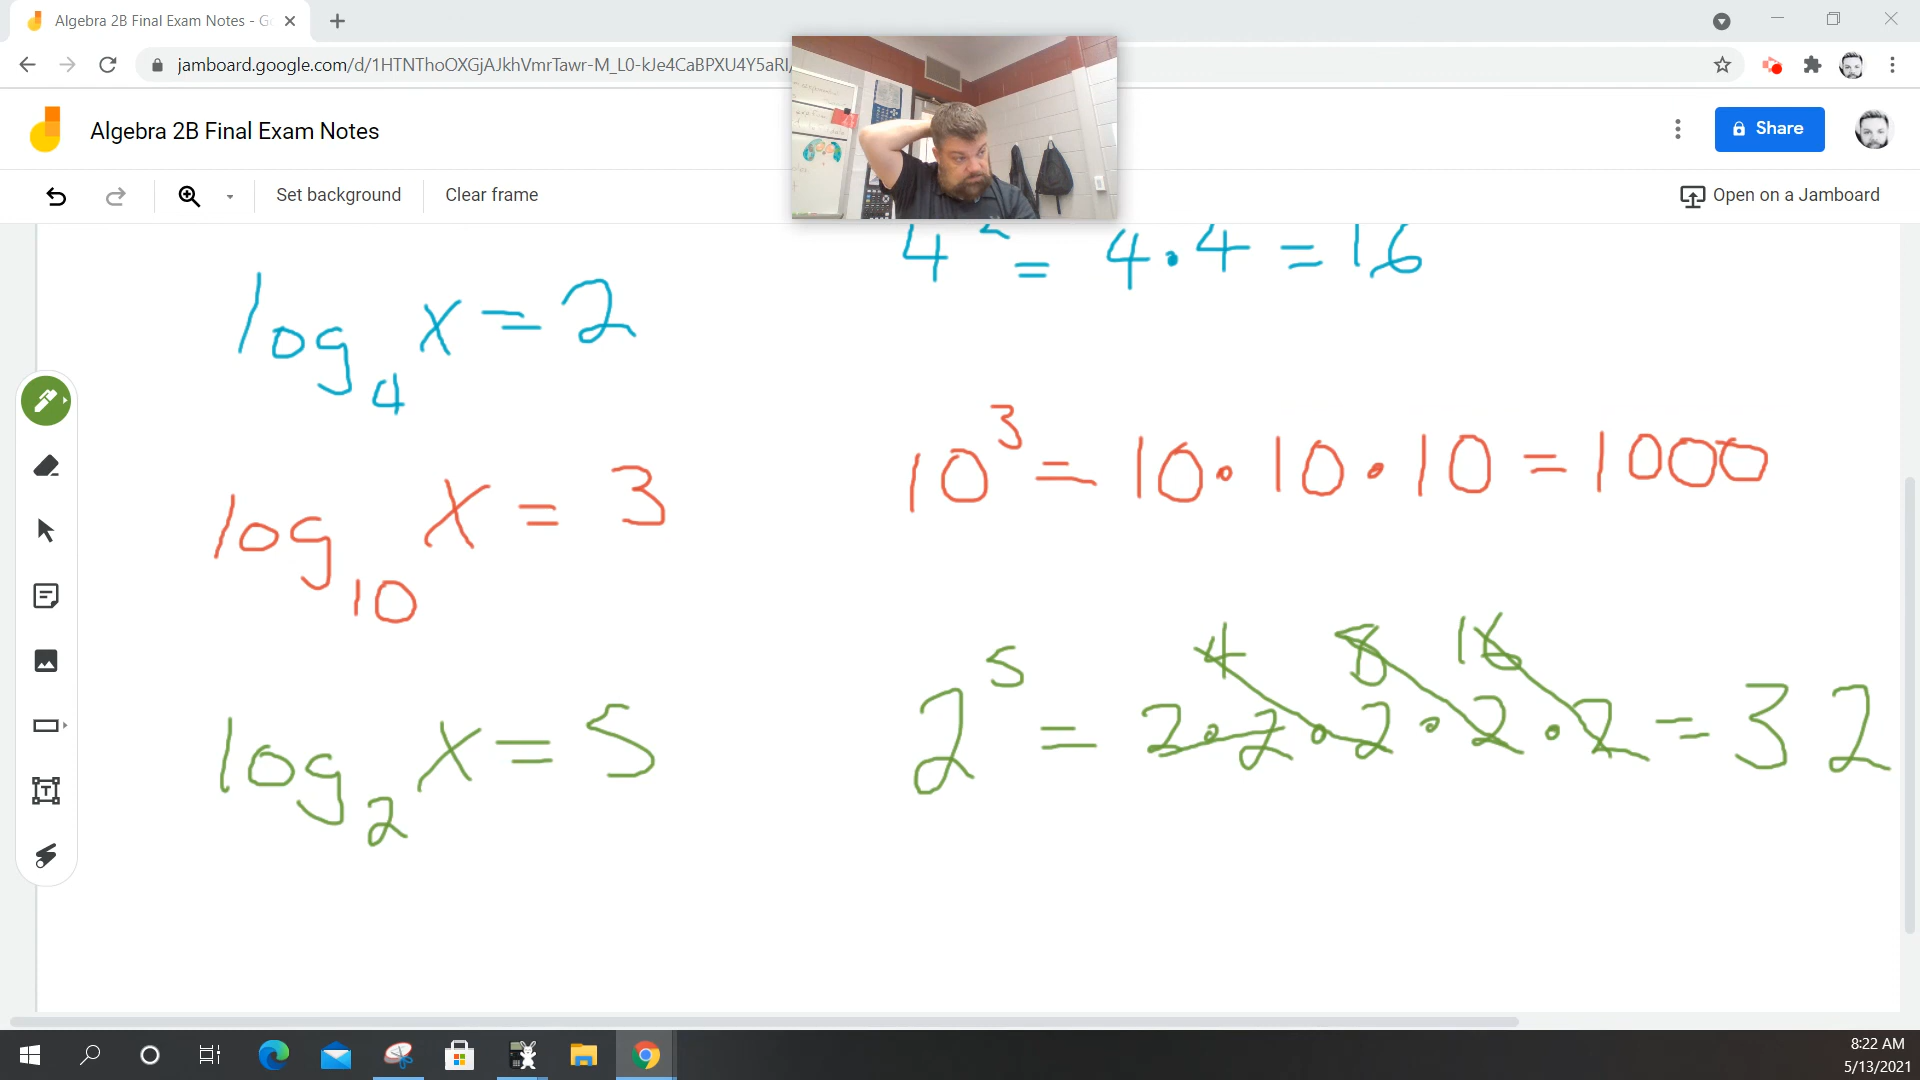 Algebra 2B Final Exam Notes - Go
jamboard.google.com/d/1HTNThoOXGjAJkhVmrTawr-M_L0-kJe4CaBPXU4Y5aRI/
Algebra 2B Final Exam Notes
Share
Set background
Clear frame
Open on a Jamboard
4² = 4·4 = 16
log₄ x = 2
10³ = 10·10·10 = 1000
log₁₀ x = 3
4 8 16
2⁵ = 2·2·2·2·2 = 32
log₂ x = 5
8:22 AM
5/13/2021